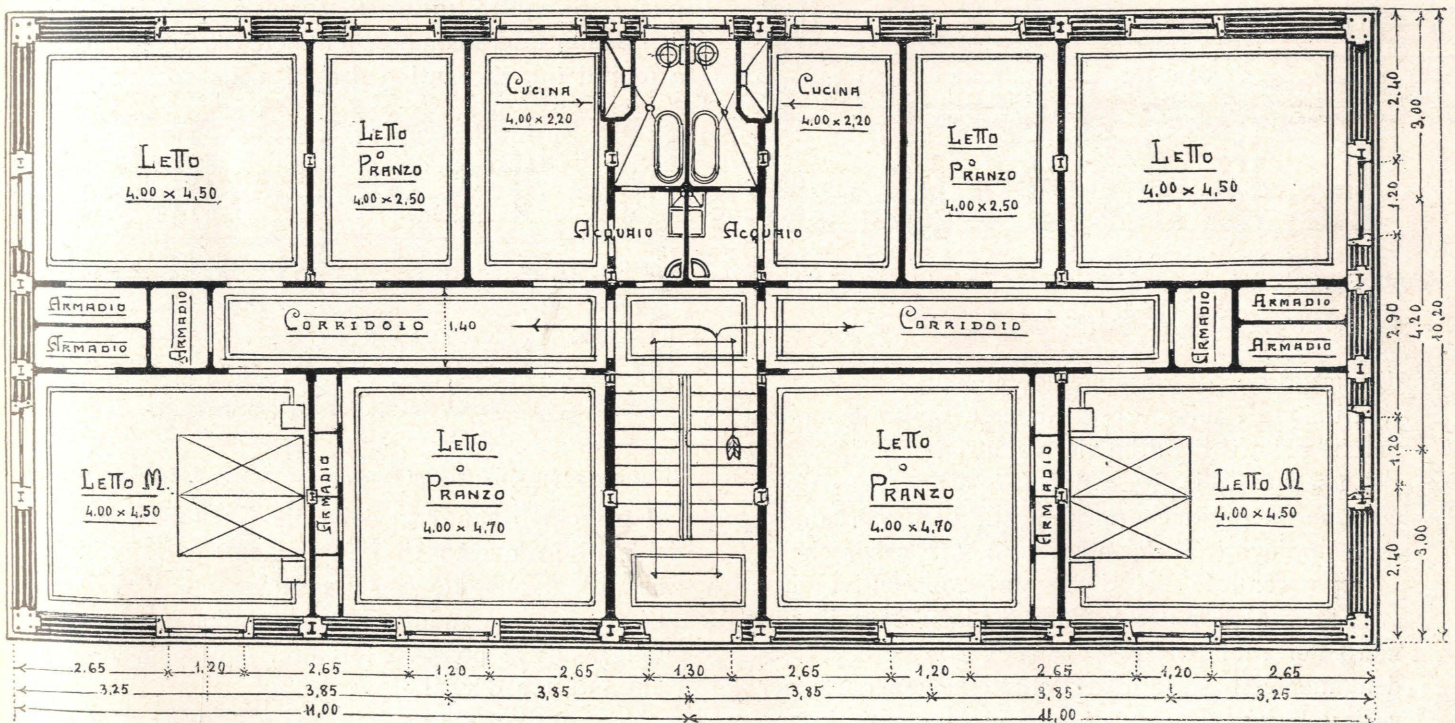 LETTO
4.00 x 4,50
LETTO
o
PRANZO
4.00 x 2,50
CUCINA
4.00 x 2,20
CUCINA
4.00 x 2,20
LETTO
o
PRANZO
4.00 x 2,50
LETTO
4.00 x 4,50
ACQUAIO
ACQUAIO
ARMADIO
ARMADIO
ARMADIO
CORRIDOIO
1,40
CORRIDOIO
ARMADIO
ARMADIO
ARMADIO
LETTO M.
4.00 x 4.50
ARMADIO
LETTO
o
PRANZO
4.00 x 4.70
LETTO
o
PRANZO
4.00 x 4.70
ARMADIO
LETTO M
4.00 x 4.50
2,40
1,20
2,90
1,20
2,40
3,00
4.20
3,00
10,20
2.65 1,20 2,65 1,20 2,65 1,30 2,65 1,20 2,65 1,20 2,65
3,25 3,85 3,85 3,85 3,85 3,25
11,00 11,00